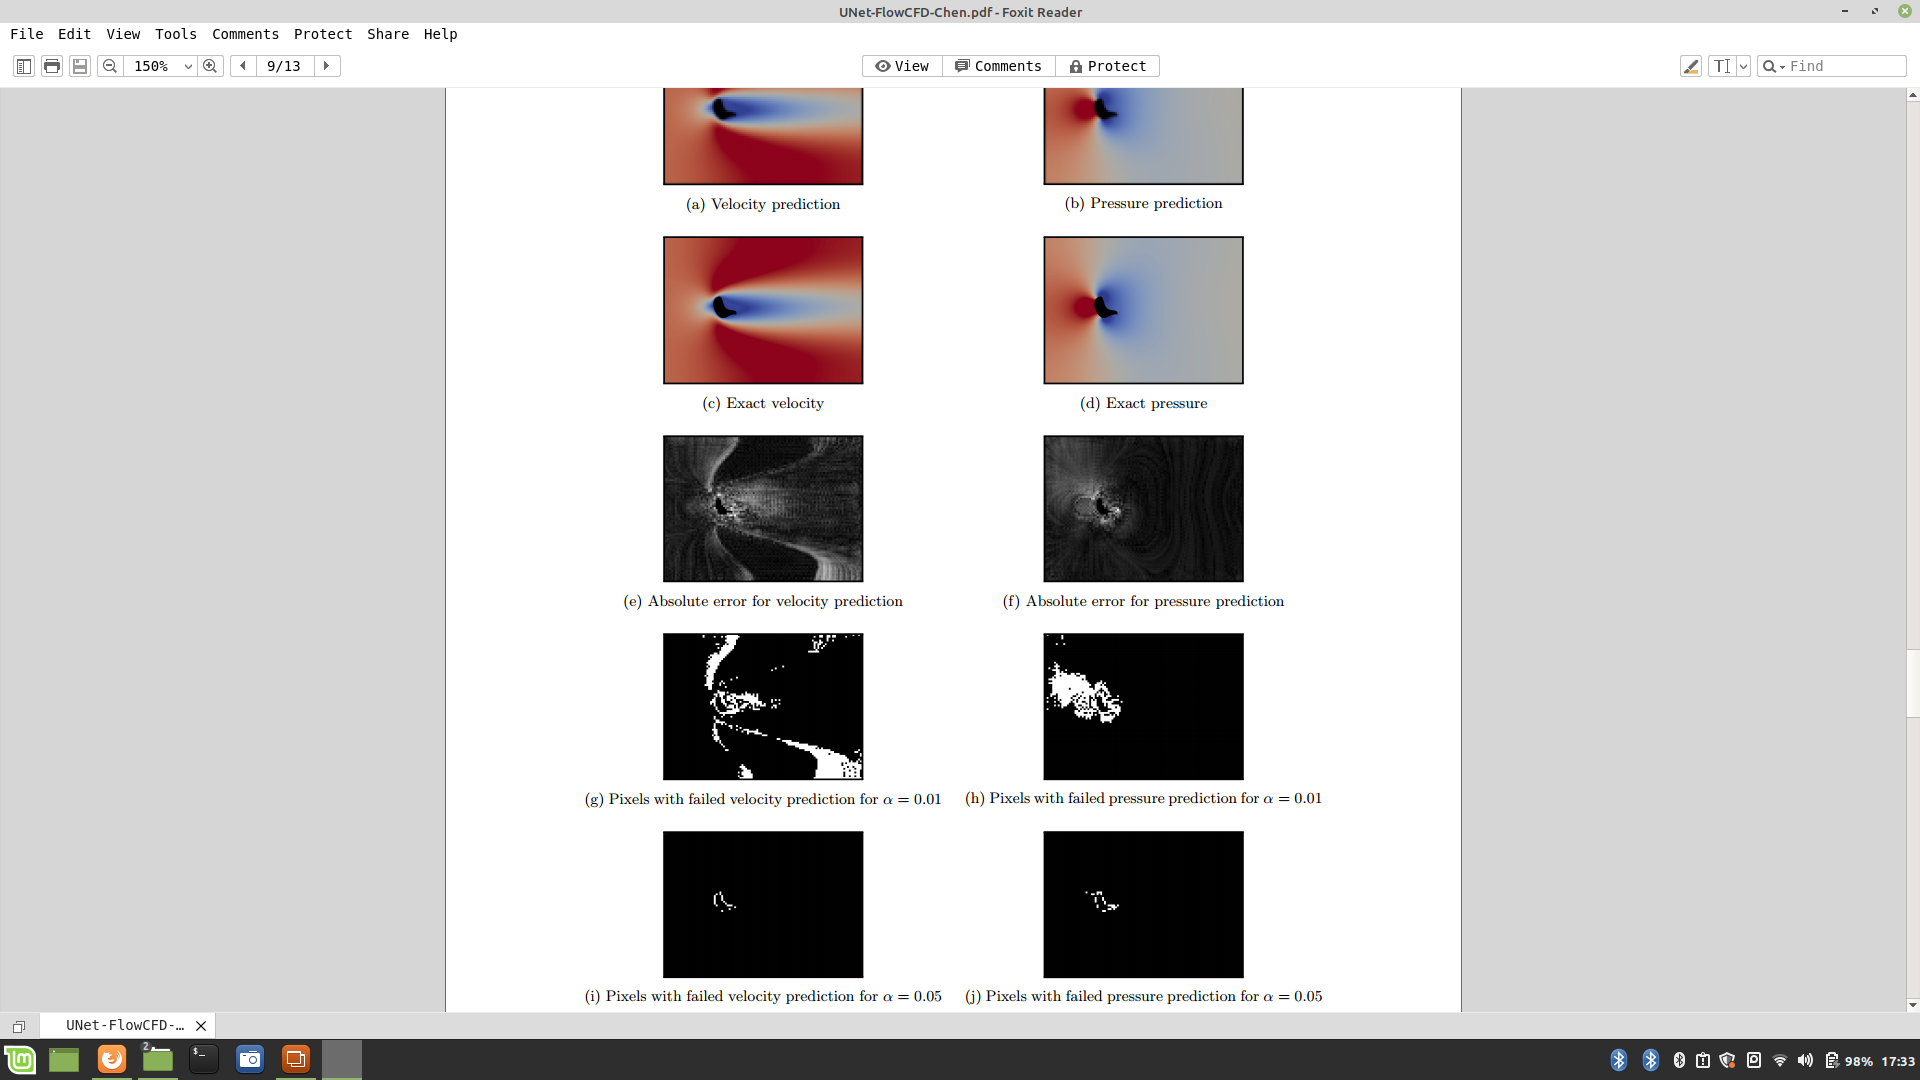 UNet-FlowCFD-Chen.pdf - Foxit Reader
File Edit View Tools Comments Protect Share Help
150% 9/13 View Comments Protect Find
(a) Velocity prediction (b) Pressure prediction
(c) Exact velocity (d) Exact pressure
(e) Absolute error for velocity prediction (f) Absolute error for pressure prediction
(g) Pixels with failed velocity prediction for α = 0.01 (h) Pixels with failed pressure prediction for α = 0.01
(i) Pixels with failed velocity prediction for α = 0.05 (j) Pixels with failed pressure prediction for α = 0.05
UNet-FlowCFD-...
2 98% 17:33